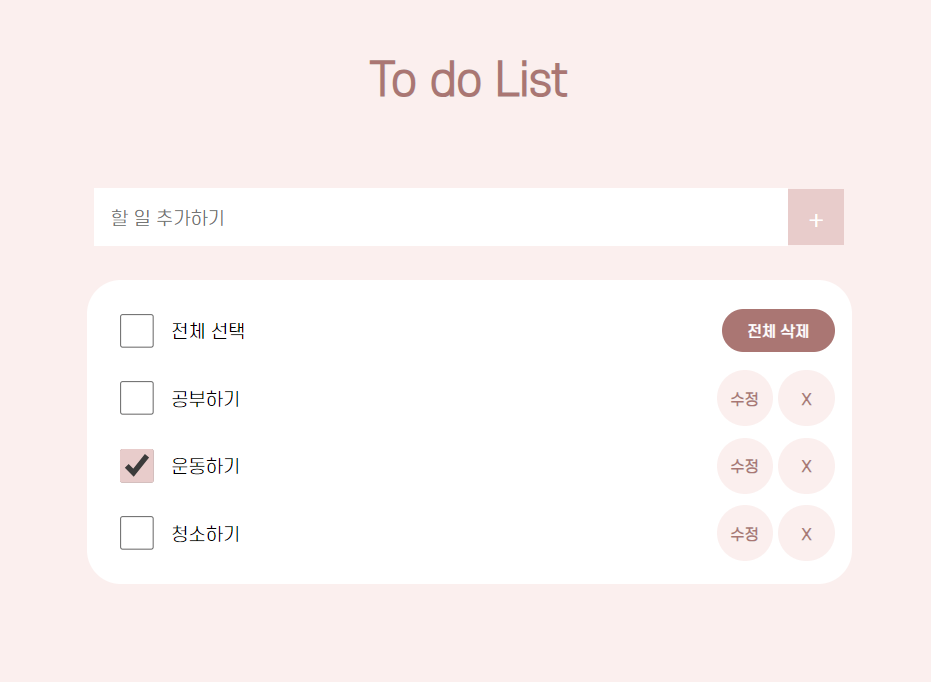 To do List
할 일 추가하기 +
전체 선택 전체 삭제
공부하기 수정 X
운동하기 수정 X
청소하기 수정 X